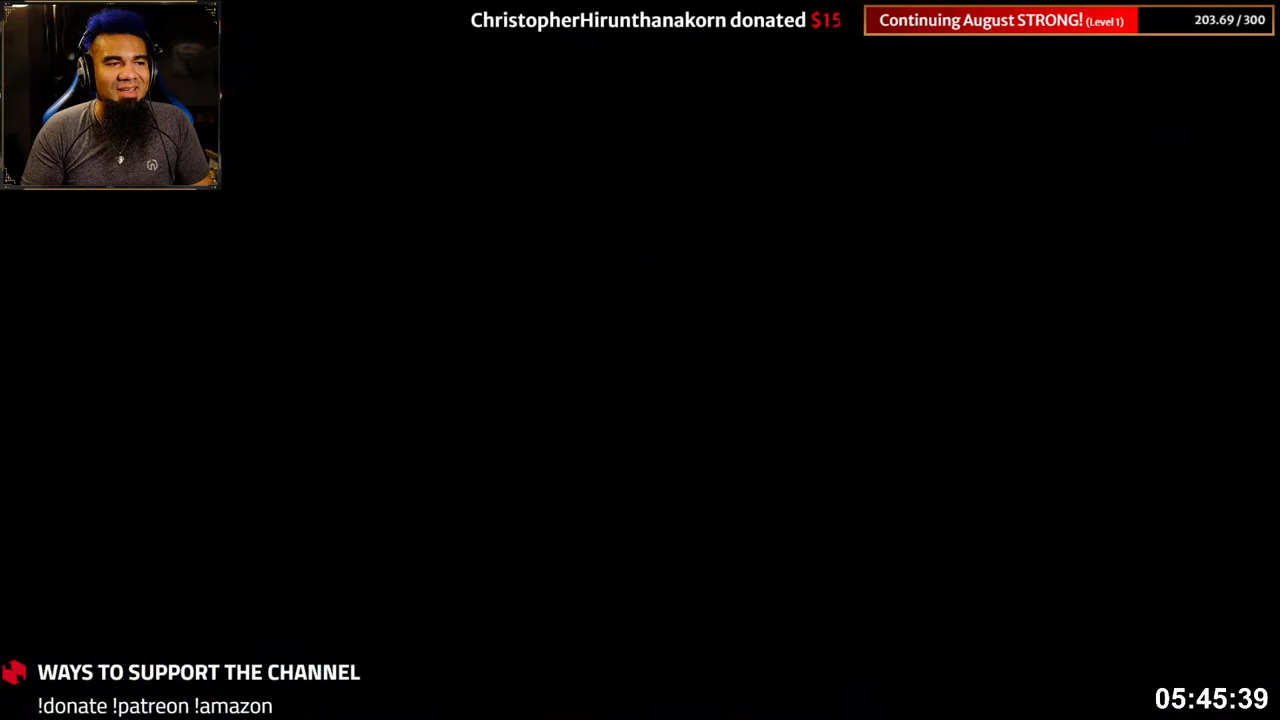 ChristopherHirunthanakorn donated $15
Continuing August STRONG! (Level 1) 203.69 / 300
WAYS TO SUPPORT THE CHANNEL
!donate !patreon !amazon
05:45:39